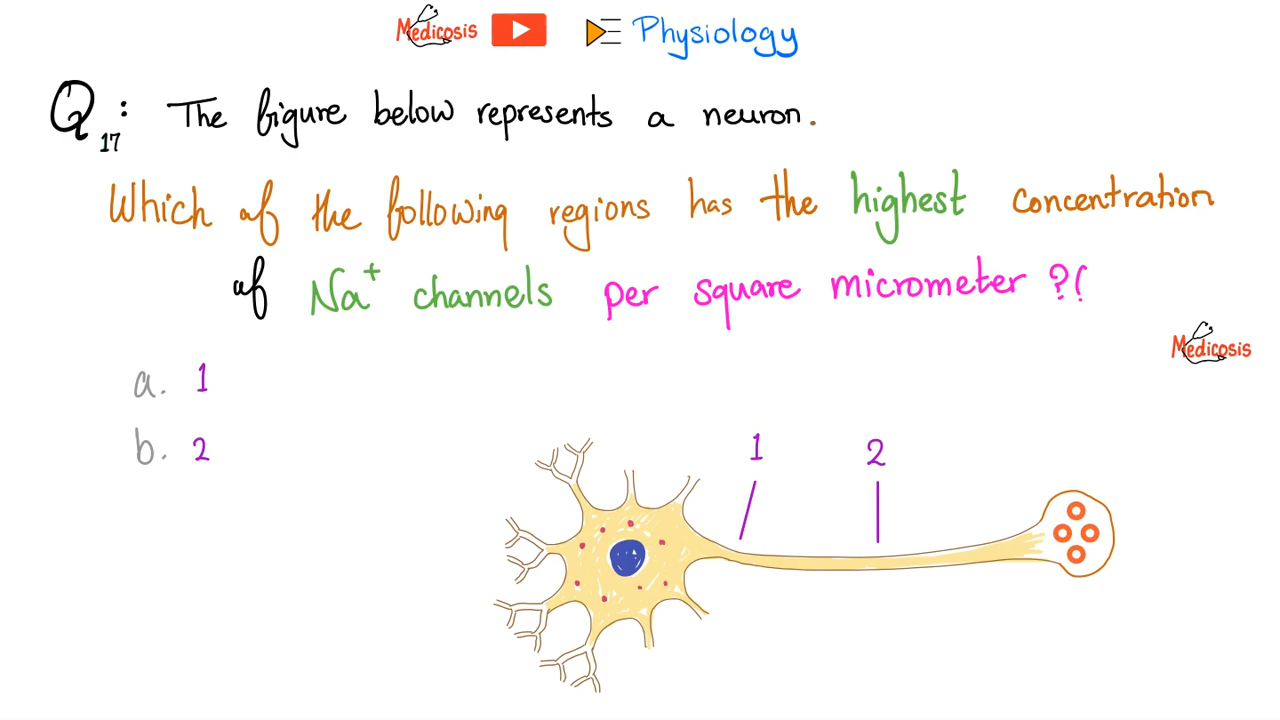 Medicosis Physiology
Q17: The figure below represents a neuron.
Which of the following regions has the highest concentration
of Na+ channels per square micrometer ?(
Medicosis
a. 1
b. 2
1 2